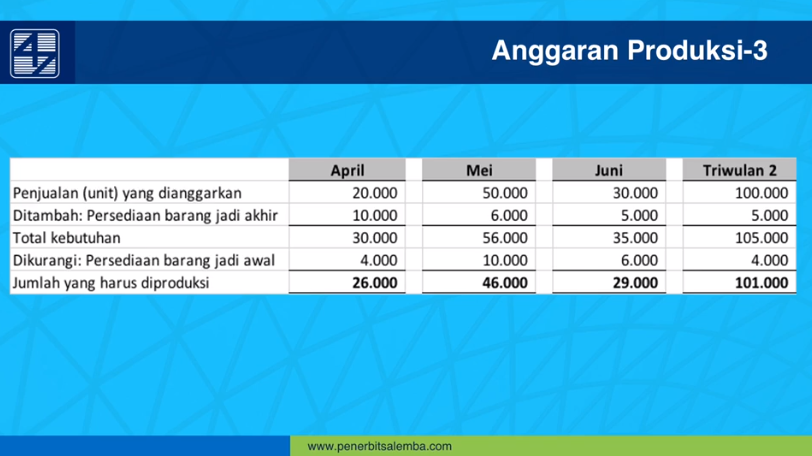 Anggaran Produksi-3
April Mei Juni Triwulan 2
Penjualan (unit) yang dianggarkan 20.000 50.000 30.000 100.000
Ditambah: Persediaan barang jadi akhir 10.000 6.000 5.000 5.000
Total kebutuhan 30.000 56.000 35.000 105.000
Dikurangi: Persediaan barang jadi awal 4.000 10.000 6.000 4.000
Jumlah yang harus diproduksi 26.000 46.000 29.000 101.000
www.penerbitsalemba.com